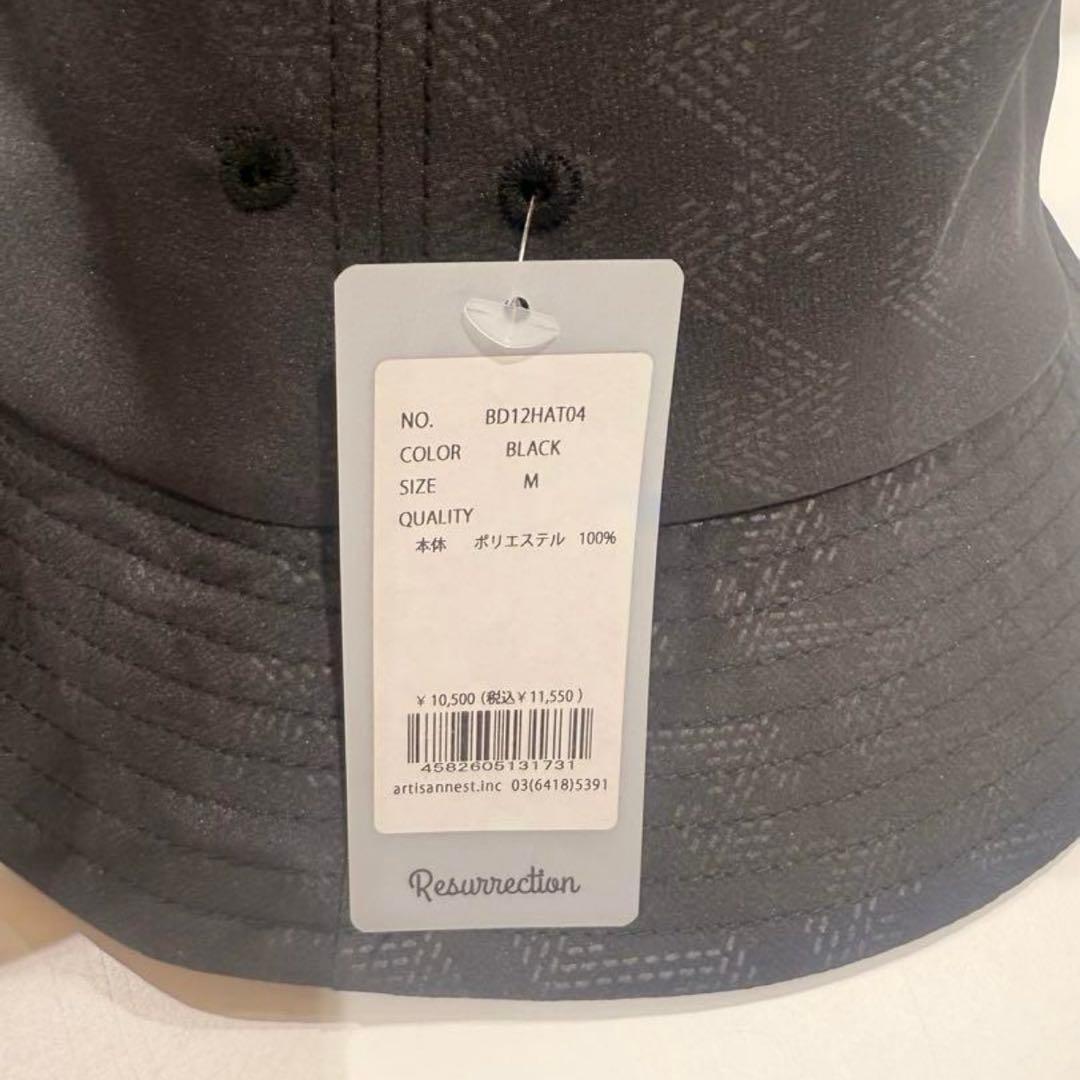 NO. BD12HAT04
COLOR BLACK
SIZE M
QUALITY
本体 ポリエステル 100%
¥ 10,500 (税込¥11,550 )
4582605131731
artisannest.inc 03(6418)5391
Resurrection